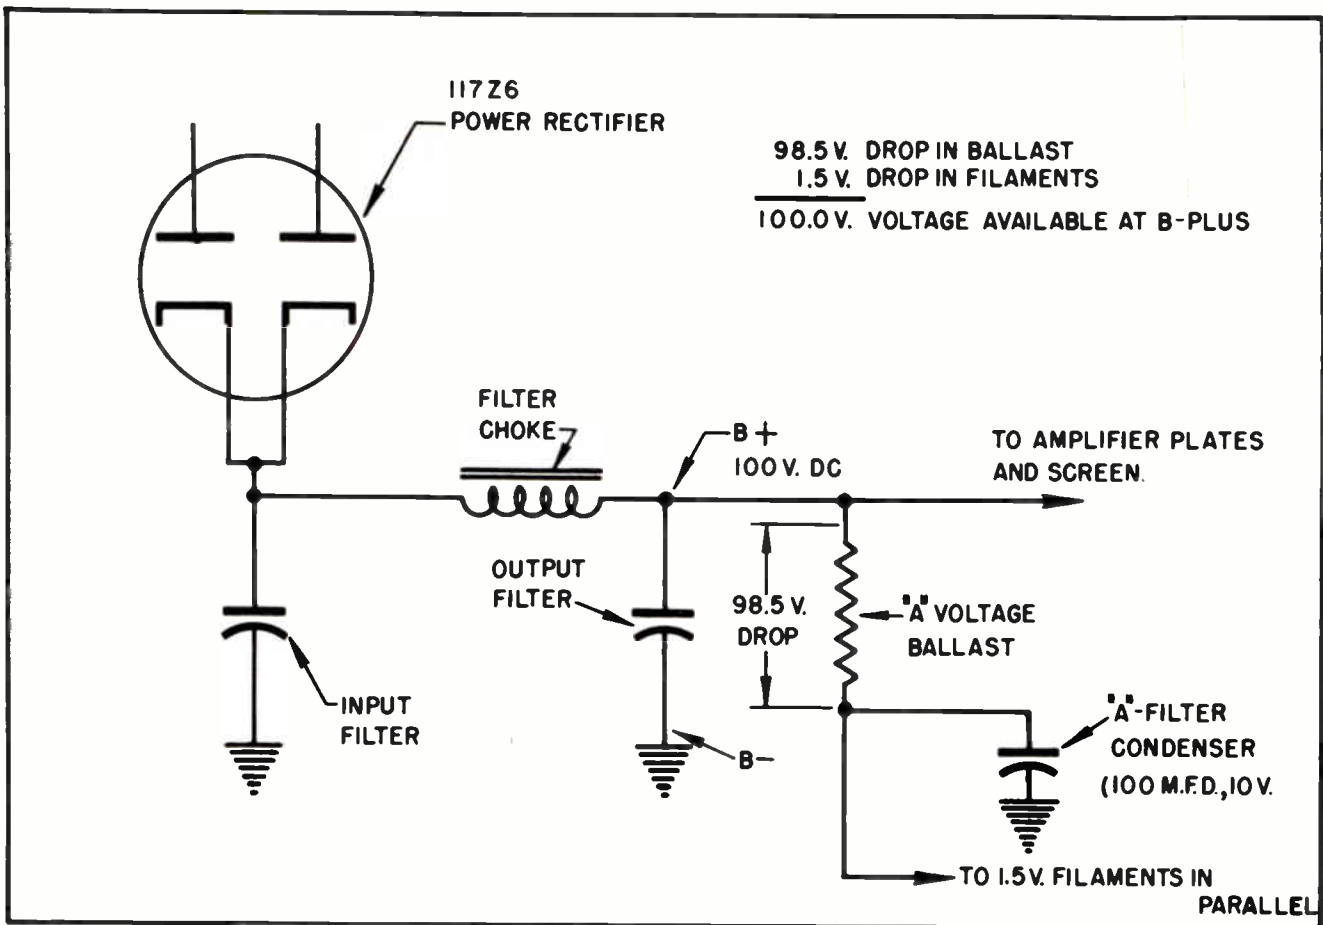 117Z6
POWER RECTIFIER
98.5 V. DROP IN BALLAST
1.5 V. DROP IN FILAMENTS
100.0 V. VOLTAGE AVAILABLE AT B-PLUS
FILTER
CHOKE
B +
100 V. DC
TO AMPLIFIER PLATES
AND SCREEN.
OUTPUT
FILTER
98.5 V.
DROP
"A" VOLTAGE
BALLAST
INPUT
FILTER
B-
"A"-FILTER
CONDENSER
(100 M.F.D., 10 V.
TO 1.5 V. FILAMENTS IN
PARALLEL